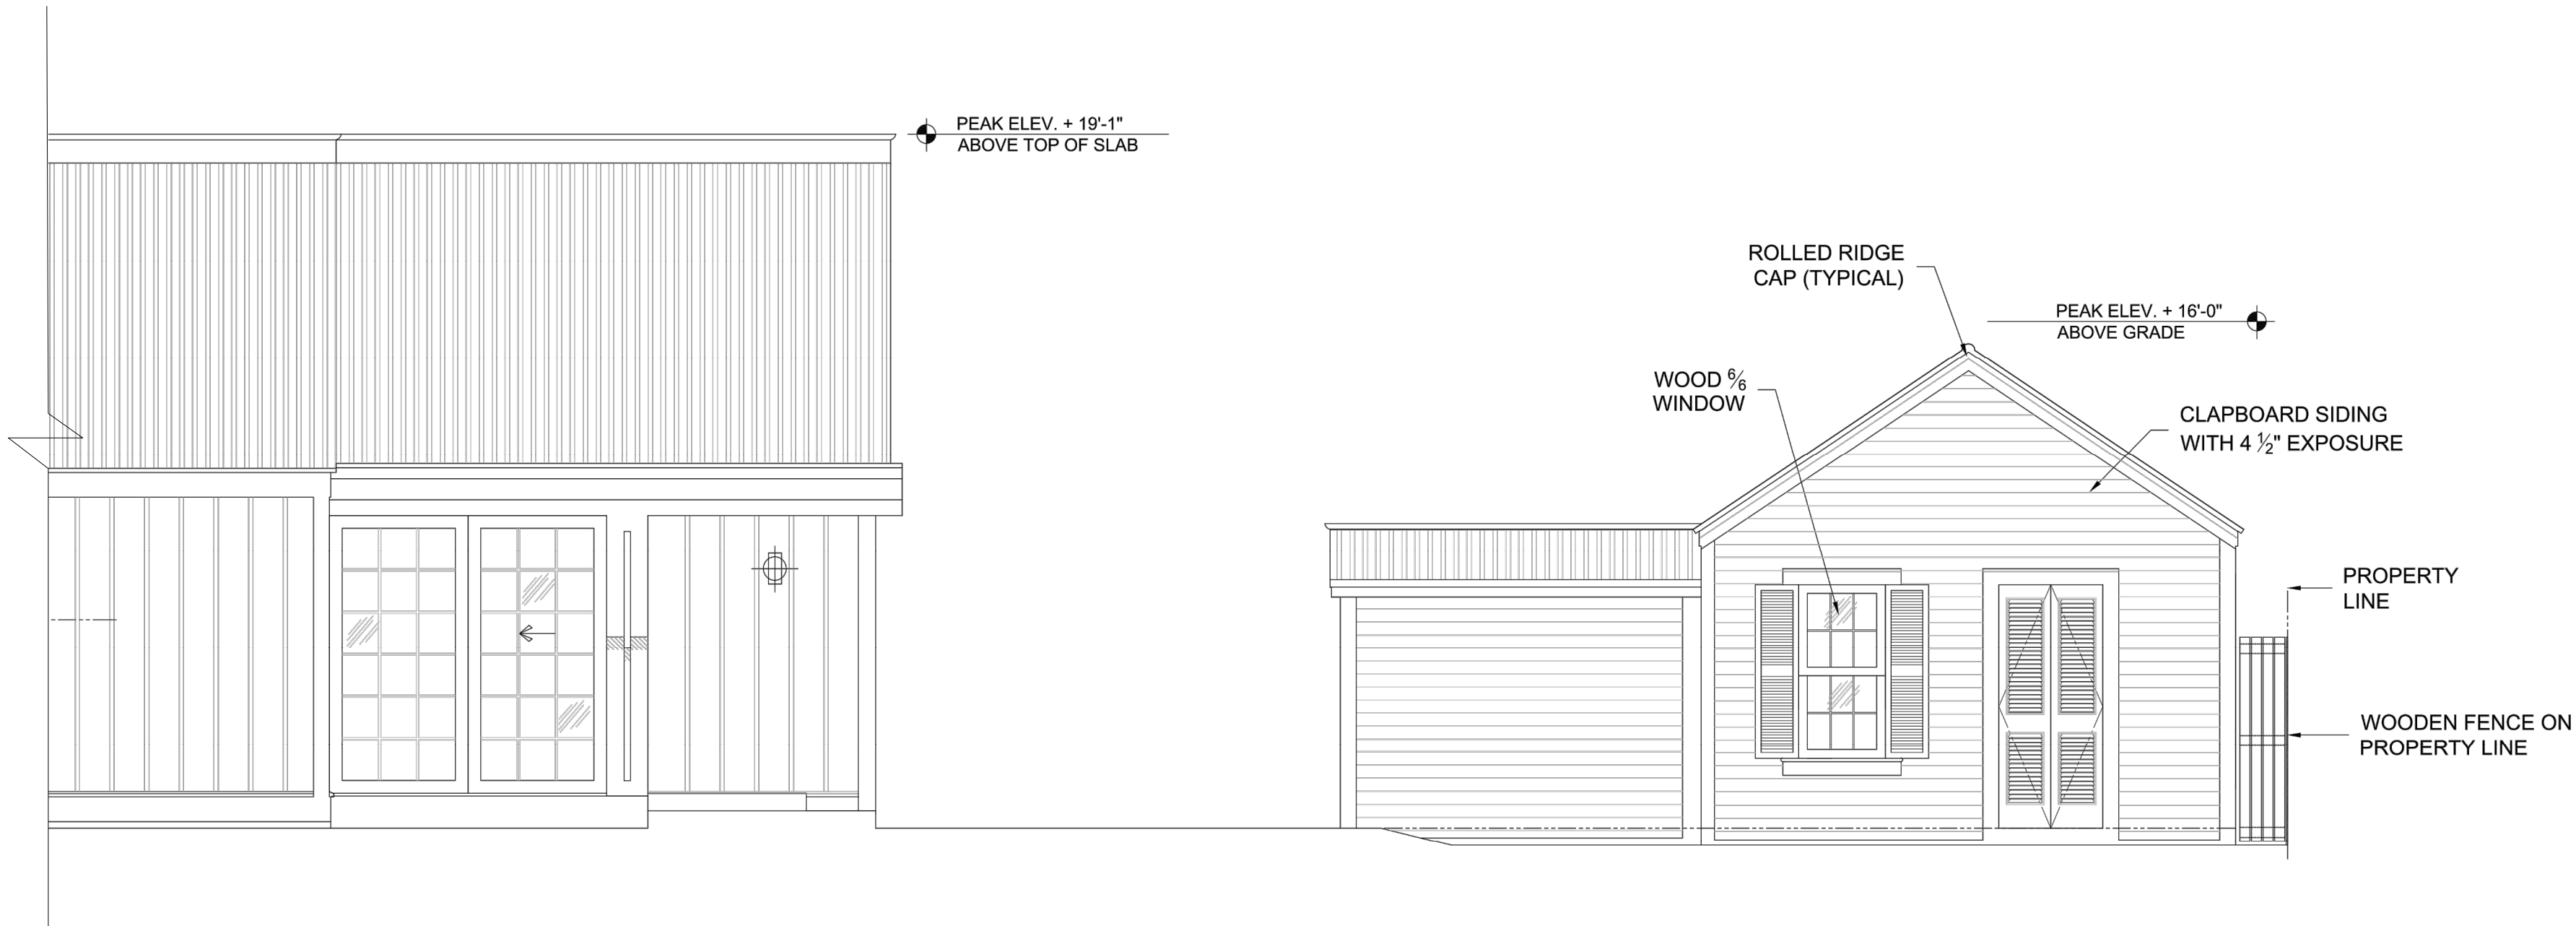 PEAK ELEV. + 19'-1"
ABOVE TOP OF SLAB
ROLLED RIDGE
CAP (TYPICAL)
PEAK ELEV. + 16'-0"
ABOVE GRADE
WOOD 6/6
WINDOW
CLAPBOARD SIDING
WITH 4 1/2" EXPOSURE
PROPERTY
LINE
WOODEN FENCE ON
PROPERTY LINE